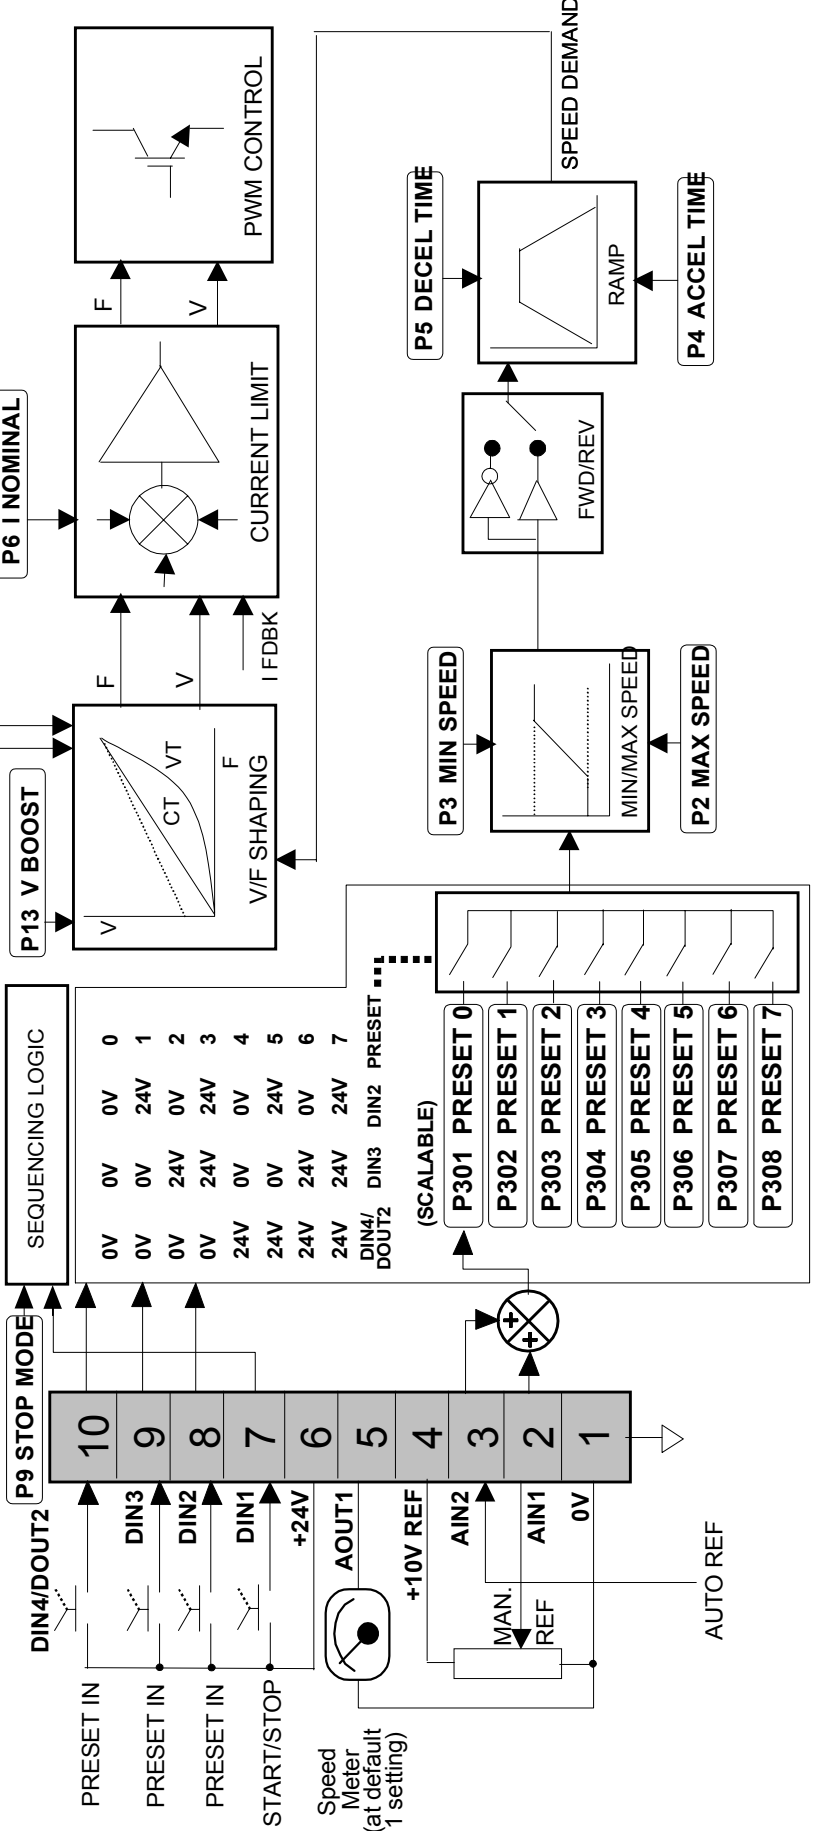 PRESET IN
PRESET IN
PRESET IN
START/STOP
Speed
Meter
(at default
1 setting)
MAN.
REF
AUTO REF
DIN4/DOUT2
DIN3
DIN2
DIN1
+24V
AOUT1
+10V REF
AIN2
AIN1
0V
10
9
8
7
6
5
4
3
2
1
P9 STOP MODE
SEQUENCING LOGIC
0V 0V 0V 0
0V 0V 24V 1
0V 24V 0V 2
0V 24V 24V 3
24V 0V 0V 4
24V 0V 24V 5
24V 24V 0V 6
24V 24V 24V 7
DIN4/
DOUT2
DIN3 DIN2 PRESET
+
+
(SCALABLE)
P301 PRESET 0
P302 PRESET 1
P303 PRESET 2
P304 PRESET 3
P305 PRESET 4
P306 PRESET 5
P307 PRESET 6
P308 PRESET 7
P3 MIN SPEED
MIN/MAX SPEED
P2 MAX SPEED
FWD/REV
P5 DECEL TIME
RAMP
P4 ACCEL TIME
SPEED DEMAND
P13 V BOOST
V
CT
VT
F
V/F SHAPING
F
V
I FDBK
P6 I NOMINAL
CURRENT LIMIT
F
V
PWM CONTROL